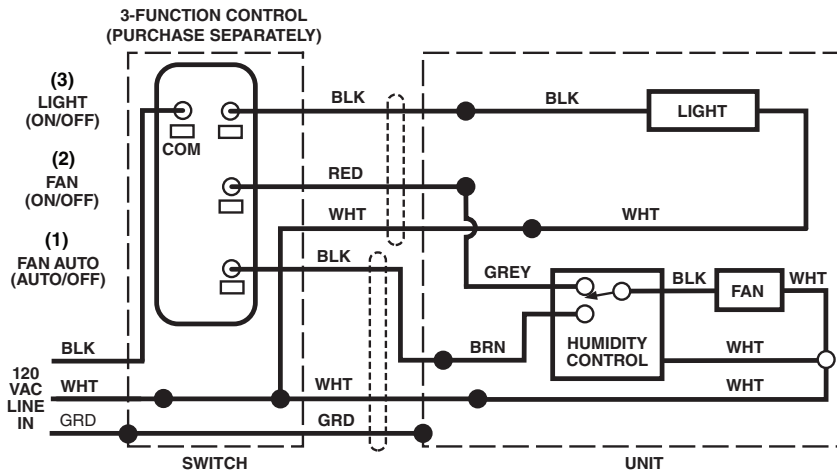 3-FUNCTION CONTROL
(PURCHASE SEPARATELY)
(3)
LIGHT
(ON/OFF)
COM
BLK
BLK
LIGHT
(2)
FAN
(ON/OFF)
RED
WHT
WHT
(1)
FAN AUTO
(AUTO/OFF)
BLK
GREY
BLK
FAN
WHT
HUMIDITY
CONTROL
BRN
WHT
BLK
120
VAC
LINE
IN
WHT
WHT
WHT
GRD
GRD
SWITCH
UNIT